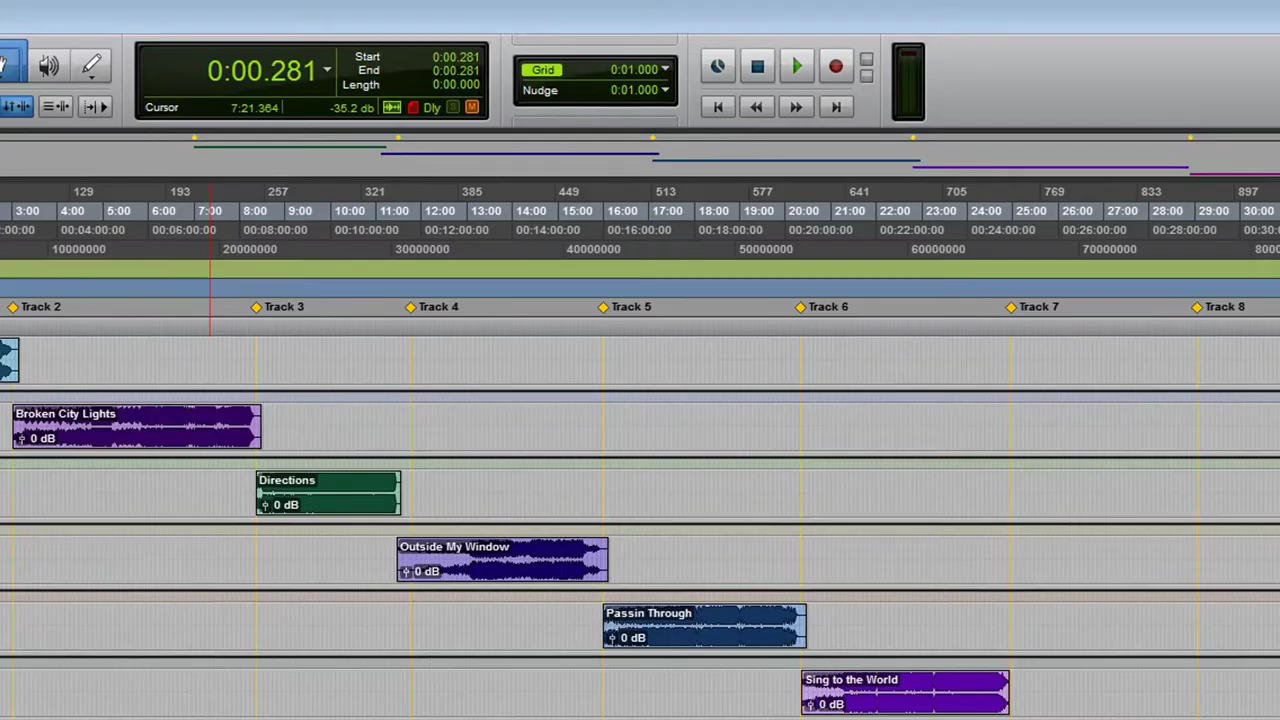 Start 0:00.281
0:00.281 End 0:00.281
Length 0:00.000
Cursor 7:21.364 -35.2 db Dly S M
Grid 0:01.000
Nudge 0:01.000
129 193 257 321 385 449 513 577 641 705 769 833 897
3:00 4:00 5:00 6:00 7:00 8:00 9:00 10:00 11:00 12:00 13:00 14:00 15:00 16:00 17:00 18:00 19:00 20:00 21:00 22:00 23:00 24:00 25:00 26:00 27:00 28:00 29:00 30:00
2:00:00 00:04:00:00 00:06:00:00 00:08:00:00 00:10:00:00 00:12:00:00 00:14:00:00 00:16:00:00 00:18:00:00 00:20:00:00 00:22:00:00 00:24:00:00 00:26:00:00 00:28:00:00 00:30:0
10000000 20000000 30000000 40000000 50000000 60000000 70000000 8000
Track 2 Track 3 Track 4 Track 5 Track 6 Track 7 Track 8
Broken City Lights
0 dB
Directions
0 dB
Outside My Window
0 dB
Passin Through
0 dB
Sing to the World
0 dB